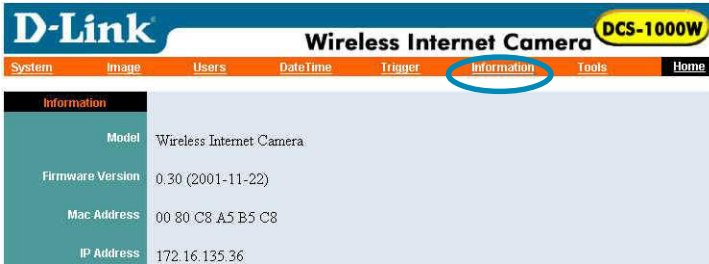 D-Link
Wireless Internet Camera DCS-1000W
System Image Users DateTime Trigger Information Tools Home
Information
Model Wireless Internet Camera
Firmware Version 0.30 (2001-11-22)
Mac Address 00 80 C8 A5 B5 C8
IP Address 172.16.135.36